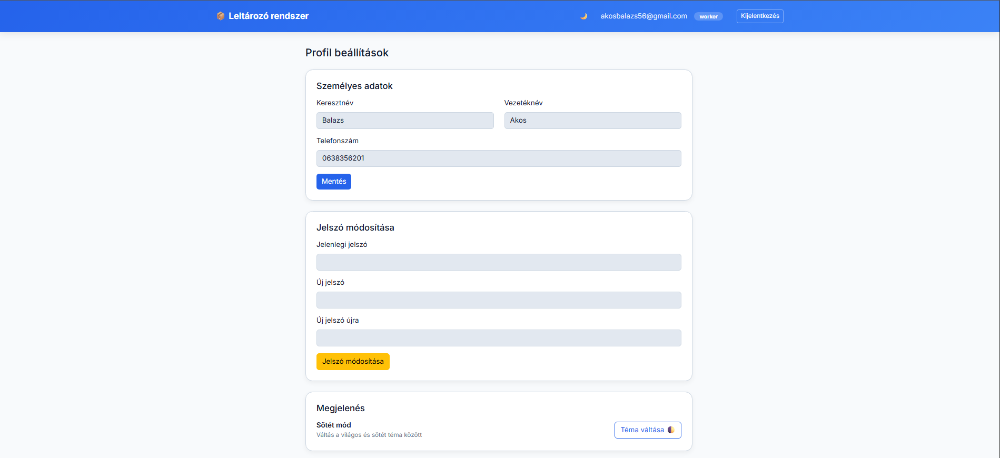 Leltározó rendszer
akosbalazs56@gmail.com
worker
Kijelentkezés
Profil beállítások
Személyes adatok
Keresztnév
Vezetéknév
Balazs
Akos
Telefonszám
0638356201
Mentés
Jelszó módosítása
Jelenlegi jelszó
Új jelszó
Új jelszó újra
Jelszó módosítása
Megjelenés
Sötét mód
Váltás a világos és sötét téma között
Téma váltása